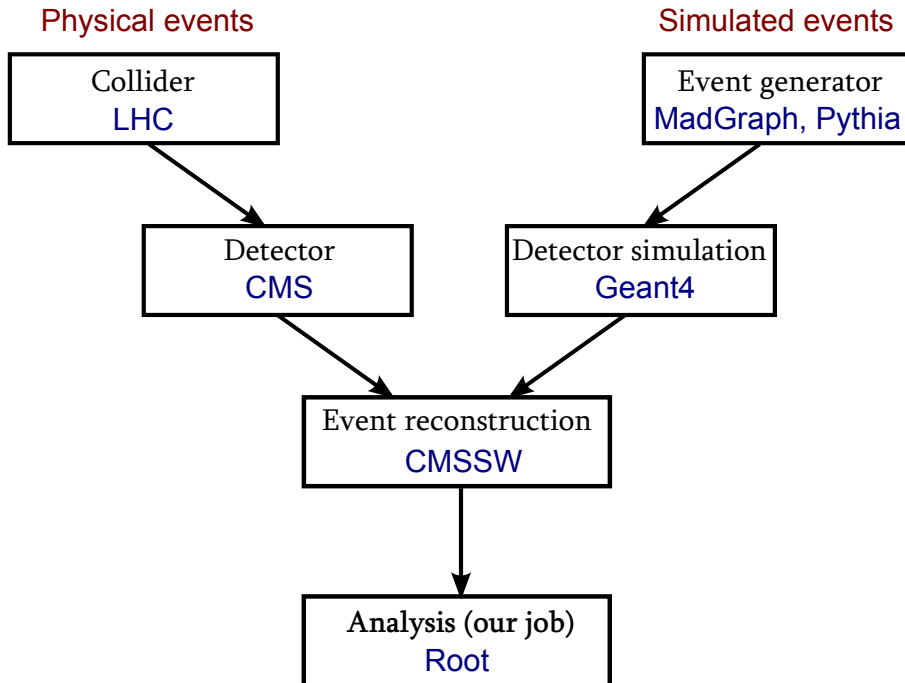 Physical events
Simulated events
Collider
LHC
Event generator
MadGraph, Pythia
Detector
CMS
Detector simulation
Geant4
Event reconstruction
CMSSW
Analysis (our job)
Root